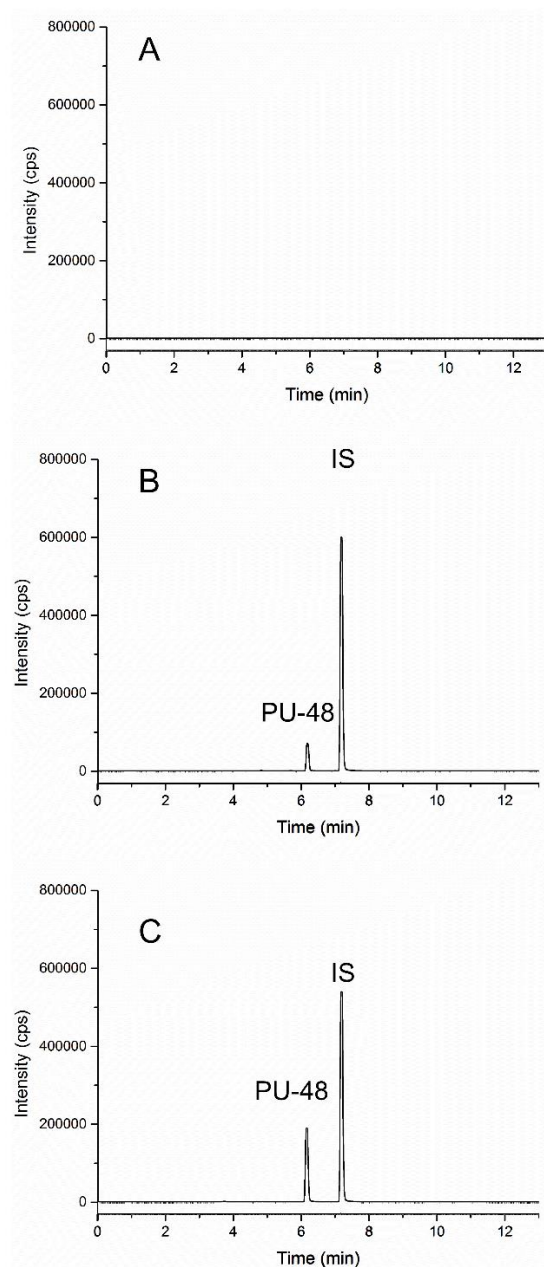 A
800000
600000
400000
200000
0
Intensity (cps)
0 2 4 6 8 10 12
Time (min)
B
IS
PU-48
800000
600000
400000
200000
0
Intensity (cps)
0 2 4 6 8 10 12
Time (min)
C
IS
PU-48
800000
600000
400000
200000
0
Intensity (cps)
0 2 4 6 8 10 12
Time (min)